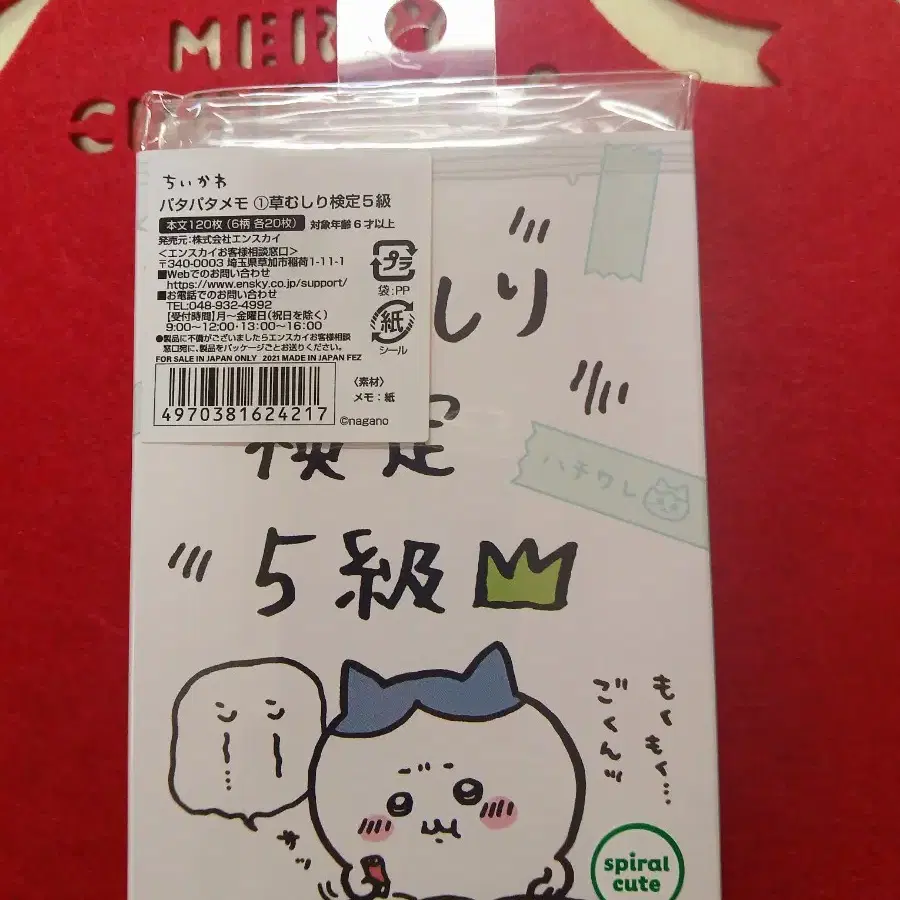 MERRY
ちいかわ
パタパタメモ ①草むしり検定5級
本文120枚(6柄 各20枚) 対象年齢6才以上
発売元:株式会社エンスカイ
<エンスカイお客様相談窓口>
〒340-0003 埼玉県草加市稲荷1-11-1
■Webでのお問い合わせ
https://www.ensky.co.jp/support/
■お電話でのお問い合わせ
TEL:048-932-4992
【受付時間】月~金曜日(祝日を除く)
9:00~12:00・13:00~16:00
●製品に不備がございましたらエンスカイお客様相談
窓口宛に、製品をパッケージごとお送りください。
FOR SALE IN JAPAN ONLY 2021 MADE IN JAPAN FEZ
4970381624217
プラ
袋:PP
紙
シール
〈素材〉
メモ:紙
©nagano
しり
検定
5級
ハチワレ
ンン
ーー…
もくもく…
ごくん…
サッ
spiral
cute